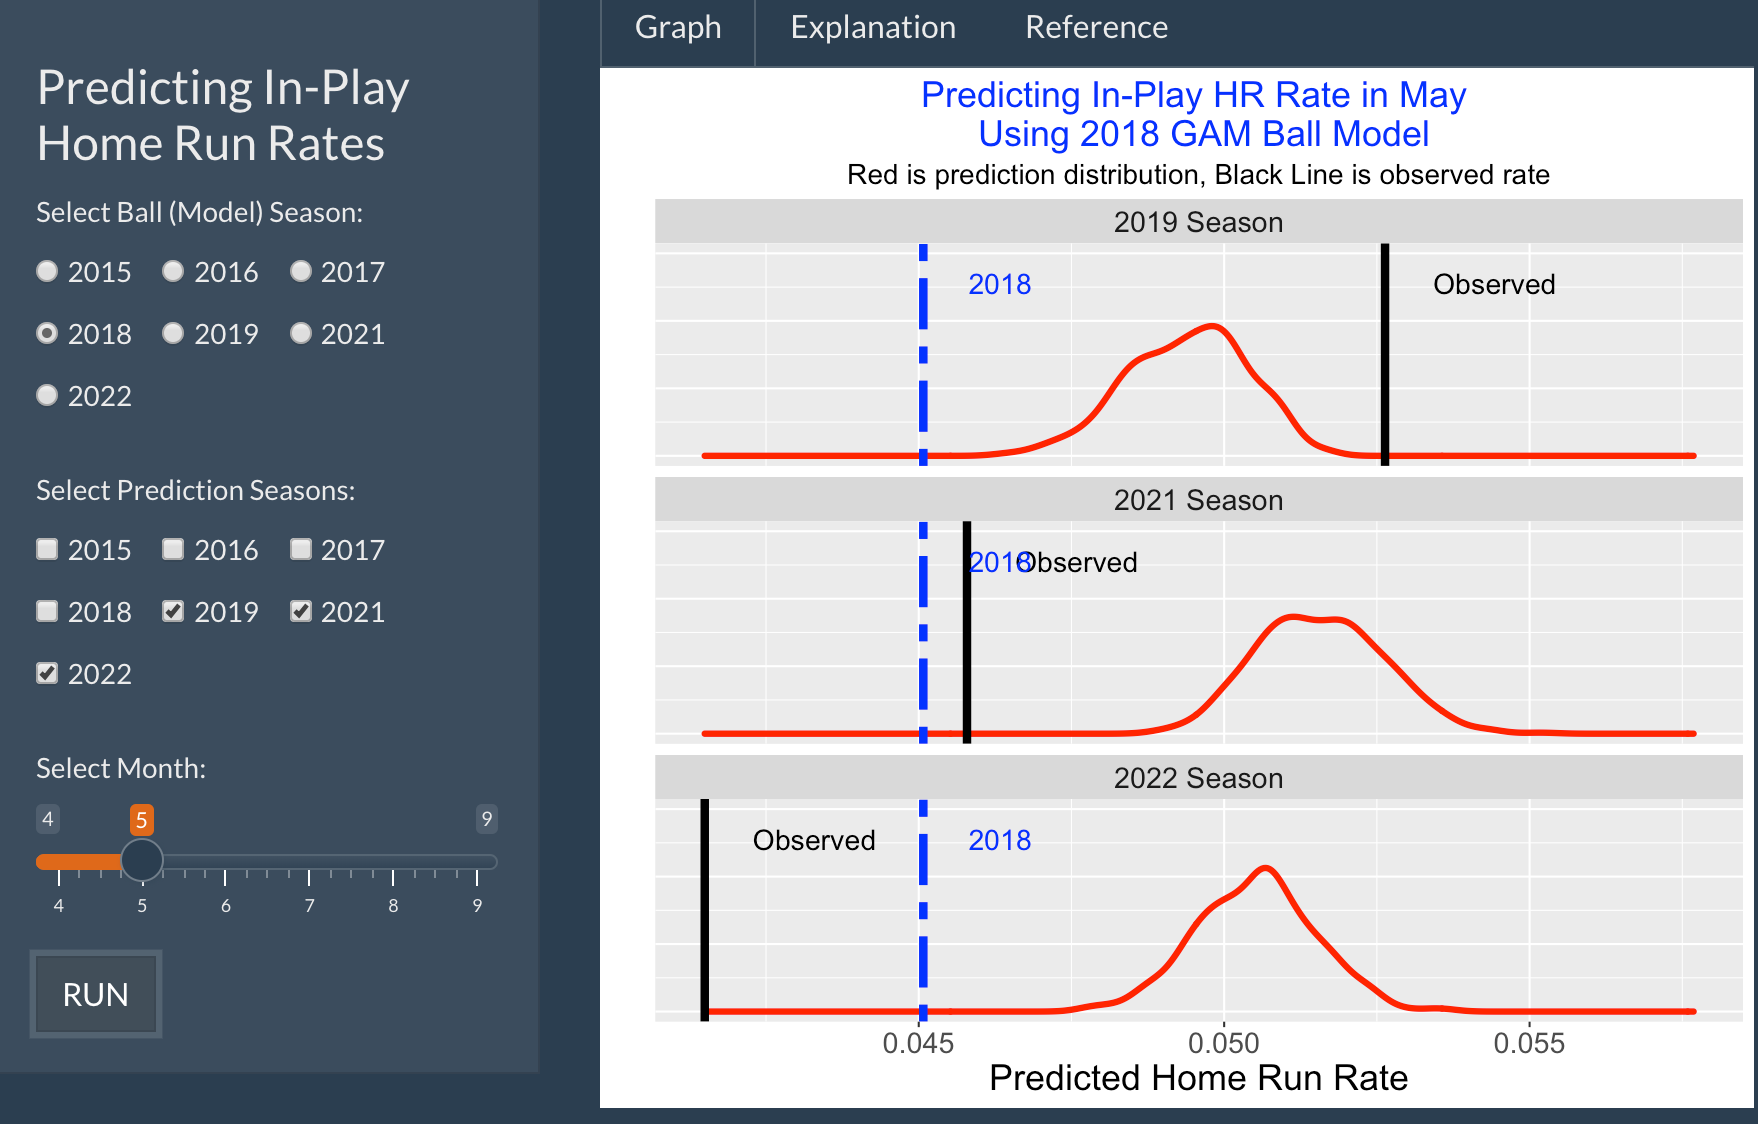 Graph Explanation Reference
Predicting In-Play
Home Run Rates
Select Ball (Model) Season:
2015 2016 2017
2018 2019 2021
2022
Select Prediction Seasons:
2015 2016 2017
2018 2019 2021
2022
Select Month:
4 5 9
4 5 6 7 8 9
RUN
Predicting In-Play HR Rate in May
Using 2018 GAM Ball Model
Red is prediction distribution, Black Line is observed rate
2019 Season
2018 Observed
2021 Season
2018 Observed
2022 Season
Observed 2018
0.045 0.050 0.055
Predicted Home Run Rate